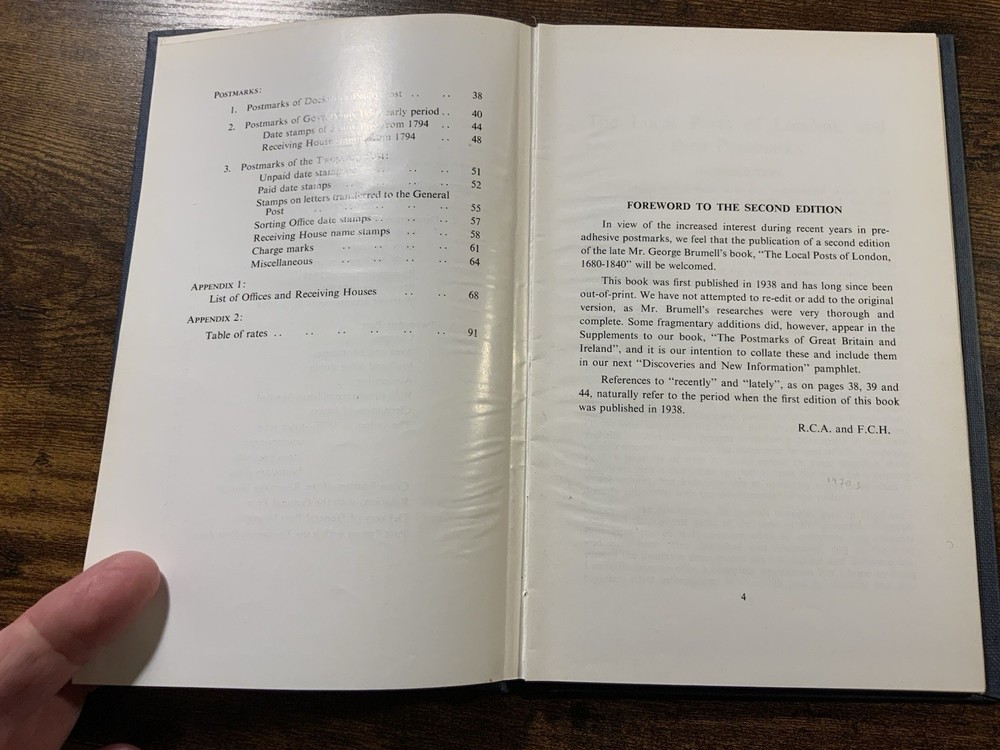 POSTMARKS:
1. Postmarks of Dock .. .. 38
2. Postmarks of early period .. 40
Date stamps of from 1794 .. 44
Receiving House from 1794 .. 48
3. Postmarks of the
Unpaid date .. .. .. 51
Paid date stamps .. .. .. .. 52
Stamps on letters transferred to the General
Post .. .. .. .. .. 55
Sorting Office date stamps .. .. .. 57
Receiving House name stamps .. .. 58
Charge marks .. .. .. .. 61
Miscellaneous .. .. .. .. 64
APPENDIX 1:
List of Offices and Receiving Houses .. .. 68
APPENDIX 2:
Table of rates .. .. .. .. .. .. 91
FOREWORD TO THE SECOND EDITION
In view of the increased interest during recent years in pre-
adhesive postmarks, we feel that the publication of a second edition
of the late Mr. George Brumell's book, "The Local Posts of London,
1680-1840" will be welcomed.
This book was first published in 1938 and has long since been
out-of-print. We have not attempted to re-edit or add to the original
version, as Mr. Brumell's researches were very thorough and
complete. Some fragmentary additions did, however, appear in the
Supplements to our book, "The Postmarks of Great Britain and
Ireland", and it is our intention to collate these and include them
in our next "Discoveries and New Information" pamphlet.
References to "recently" and "lately", as on pages 38, 39 and
44, naturally refer to the period when the first edition of this book
was published in 1938.
R.C.A. and F.C.H.
1970s
4